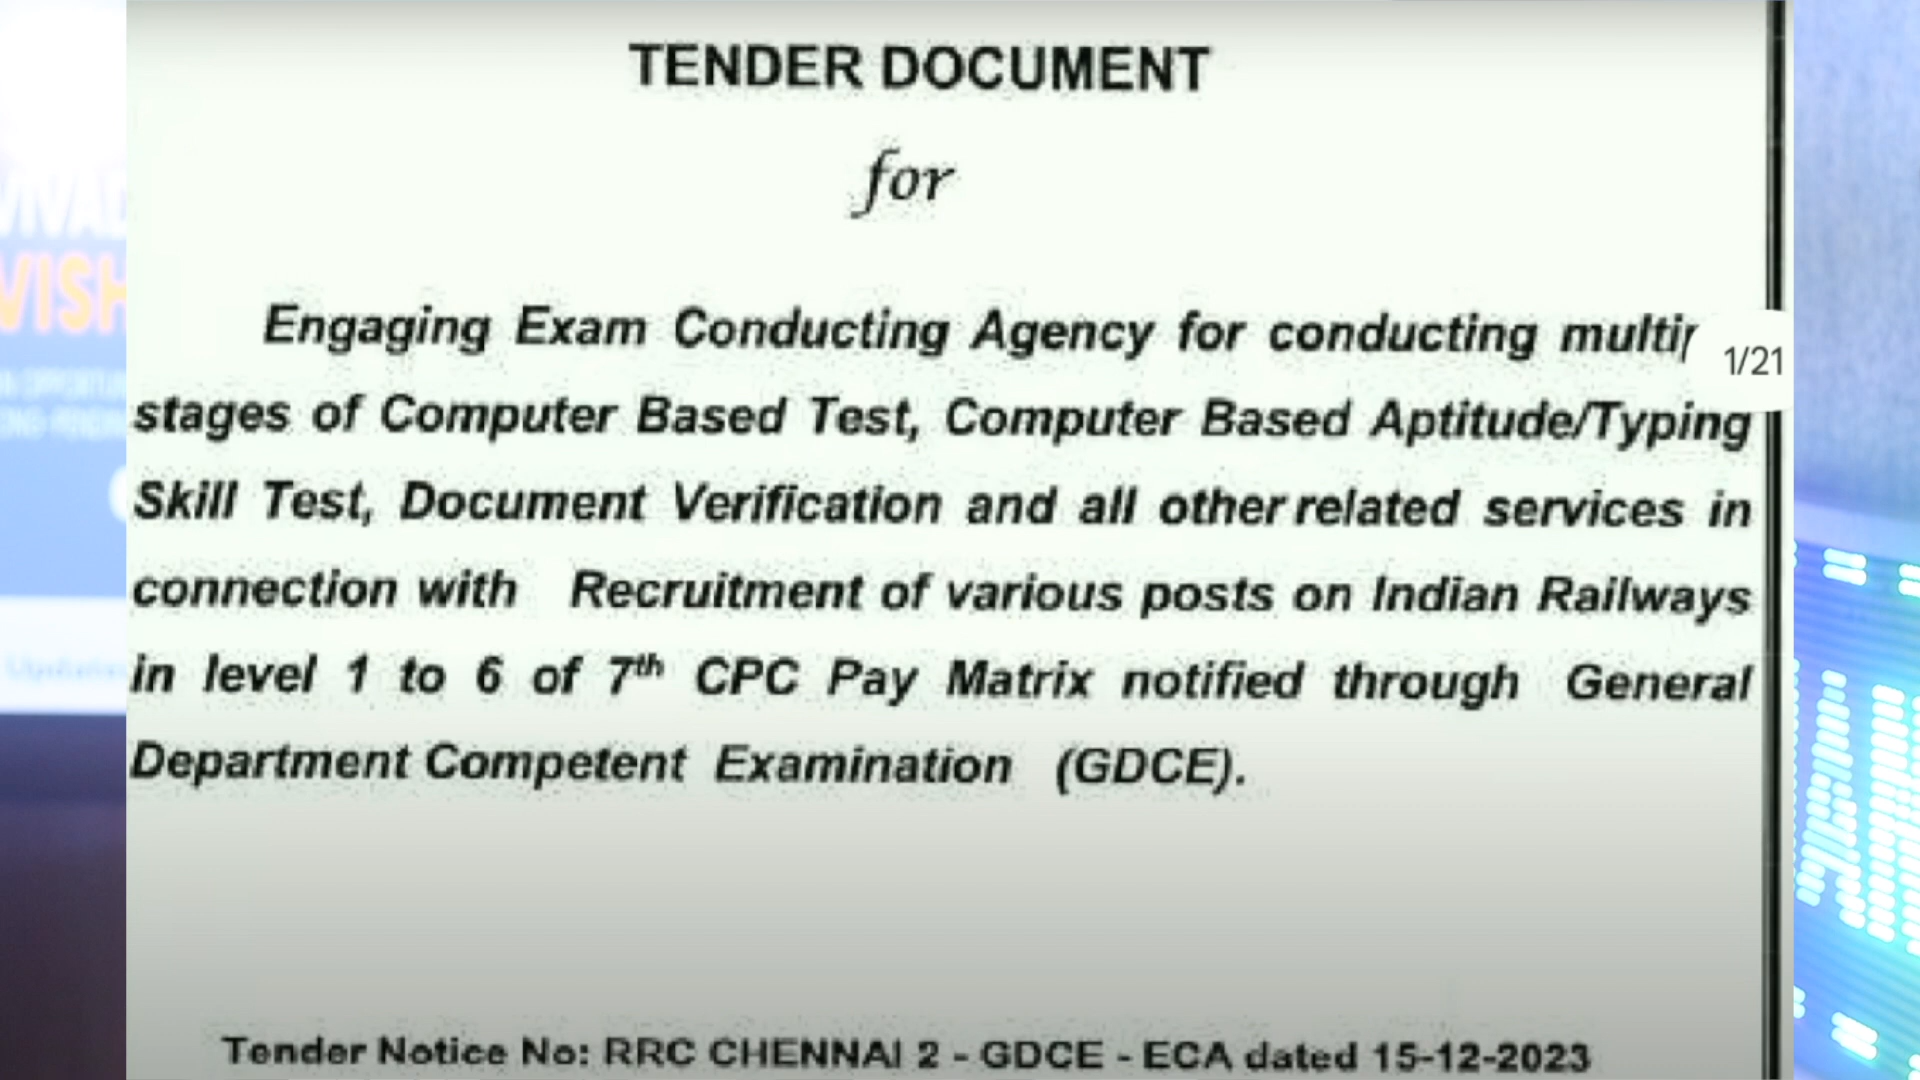 TENDER DOCUMENT
for
Engaging Exam Conducting Agency for conducting
1/21
stages of Computer Based Test, Computer Based Aptitude/Typing
Skill Test, Document Verification and all other related services in
connection with Recruitment of various posts on Indian Railways
in level 1 to 6 of 7th CPC Pay Matrix notified through General
Department Competent Examination (GDCE).
Tender Notice No: RRC CHENNAI 2 - GDCE - ECA dated 15-12-2023